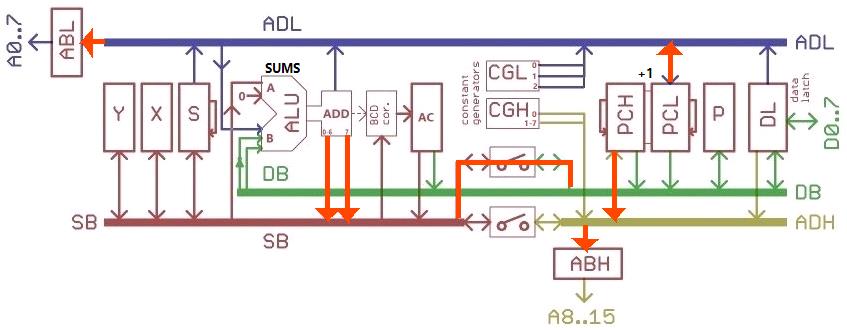 A0..7
ABL
ADL
ADL
SUMS
Y
X
S
0
A
B
ALU
ADD
0-6
7
BCD
cor.
AC
constant
generators
CGL
0
1
2
CGH
0
1-7
+1
PCH
PCL
P
DL
data
latch
D0..7
DB
DB
SB
SB
ADH
ABH
A8..15